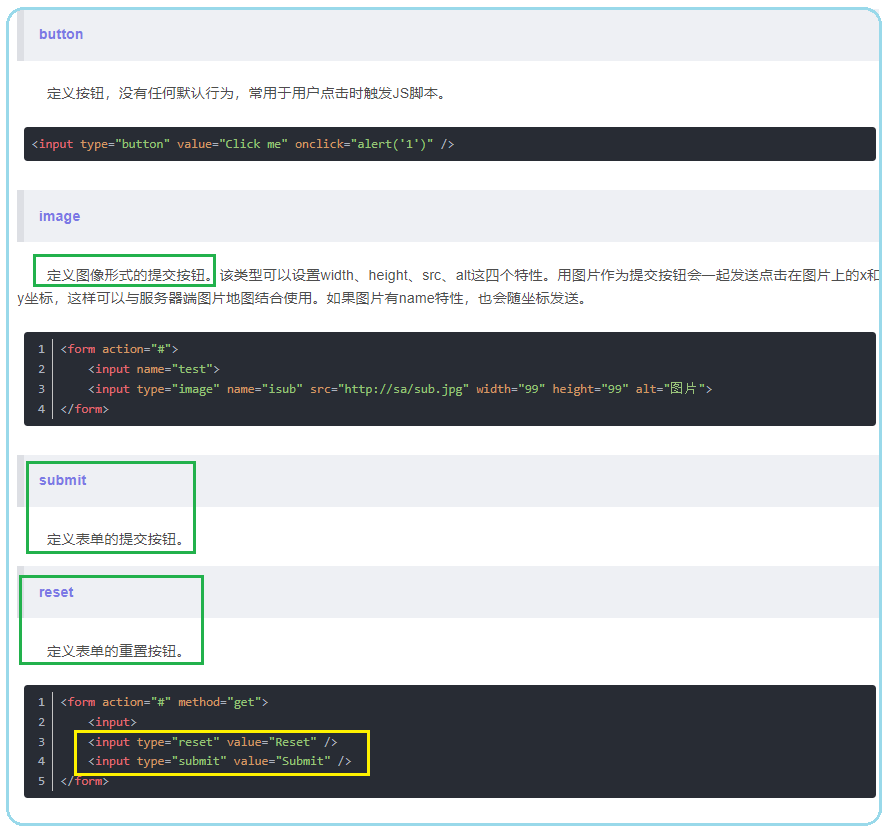 button
定义按钮，没有任何默认行为，常用于用户点击时触发JS脚本。
<input type="button" value="Click me" onclick="alert('1')" />
image
定义图像形式的提交按钮。该类型可以设置width、height、src、alt这四个特性。用图片作为提交按钮会一起发送点击在图片上的x和
y坐标，这样可以与服务器端图片地图结合使用。如果图片有name特性，也会随坐标发送。
1 <form action="#">
2 <input name="test">
3 <input type="image" name="isub" src="http://sa/sub.jpg" width="99" height="99" alt="图片">
4 </form>
submit
定义表单的提交按钮。
reset
定义表单的重置按钮。
1 <form action="#" method="get">
2 <input>
3 <input type="reset" value="Reset" />
4 <input type="submit" value="Submit" />
5 </form>